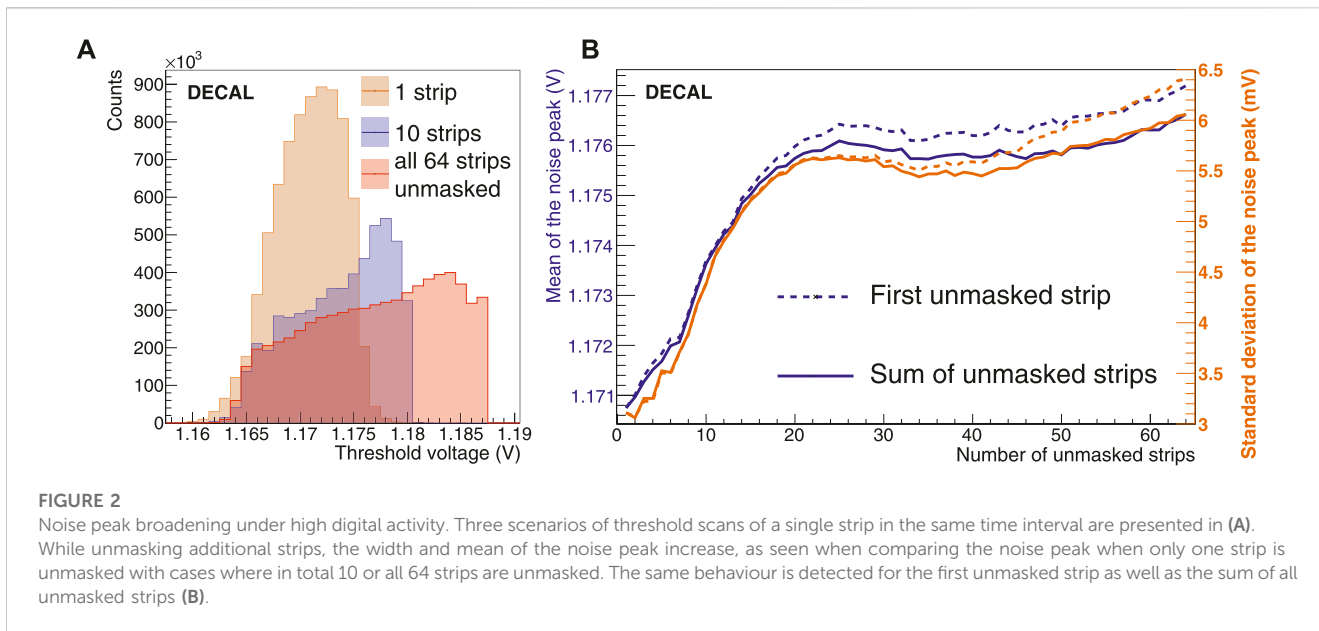 A
×10³
Counts
900
800
700
600
500
400
300
200
100
0
DECAL
1 strip
10 strips
all 64 strips
unmasked
1.16 1.165 1.17 1.175 1.18 1.185 1.19
Threshold voltage (V)
B
Mean of the noise peak (V)
1.177
1.176
1.175
1.174
1.173
1.172
1.171
DECAL
First unmasked strip
Sum of unmasked strips
0 10 20 30 40 50 60
Number of unmasked strips
6.5
6
5.5
5
4.5
4
3.5
3
Standard deviation of the noise peak (mV)
FIGURE 2
Noise peak broadening under high digital activity. Three scenarios of threshold scans of a single strip in the same time interval are presented in (A).
While unmasking additional strips, the width and mean of the noise peak increase, as seen when comparing the noise peak when only one strip is
unmasked with cases where in total 10 or all 64 strips are unmasked. The same behaviour is detected for the first unmasked strip as well as the sum of all
unmasked strips (B).